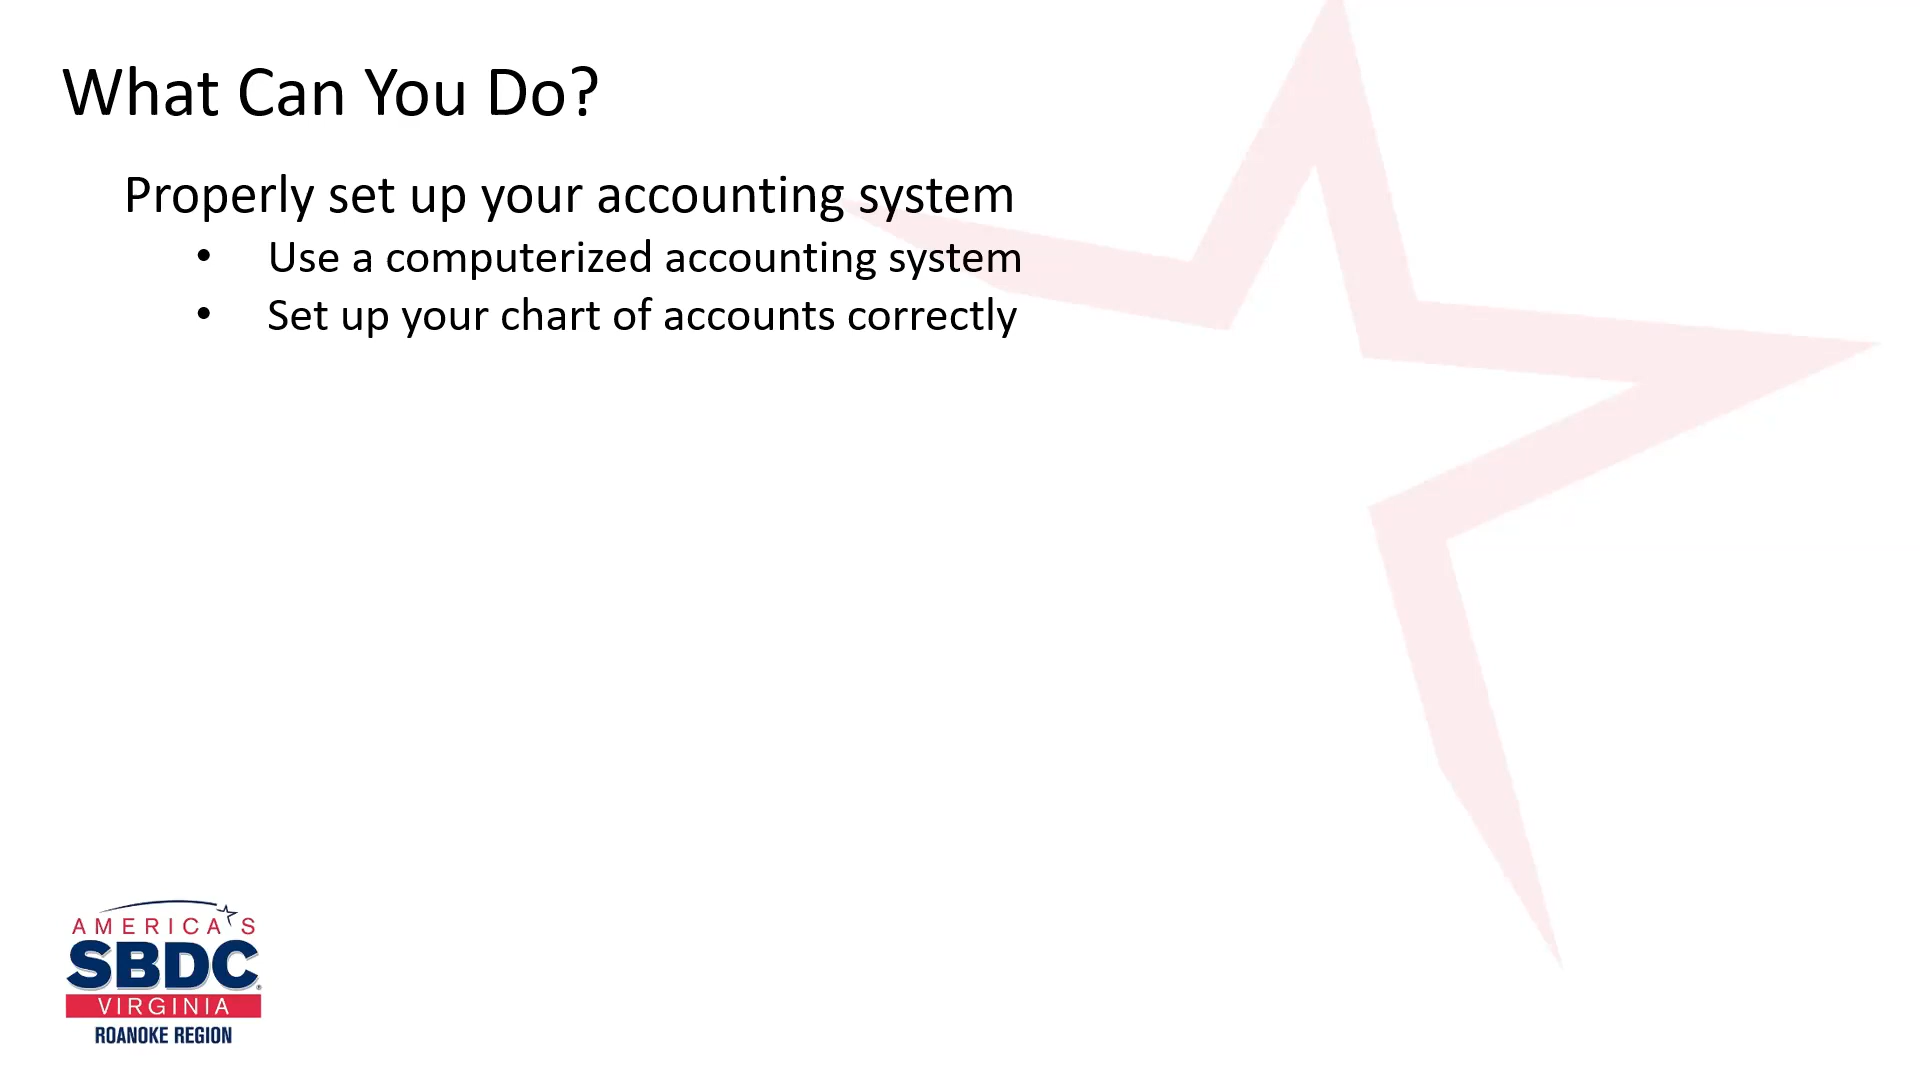 What Can You Do?
Properly set up your accounting system
• Use a computerized accounting system
• Set up your chart of accounts correctly
AMERICA'S
SBDC®
VIRGINIA
ROANOKE REGION